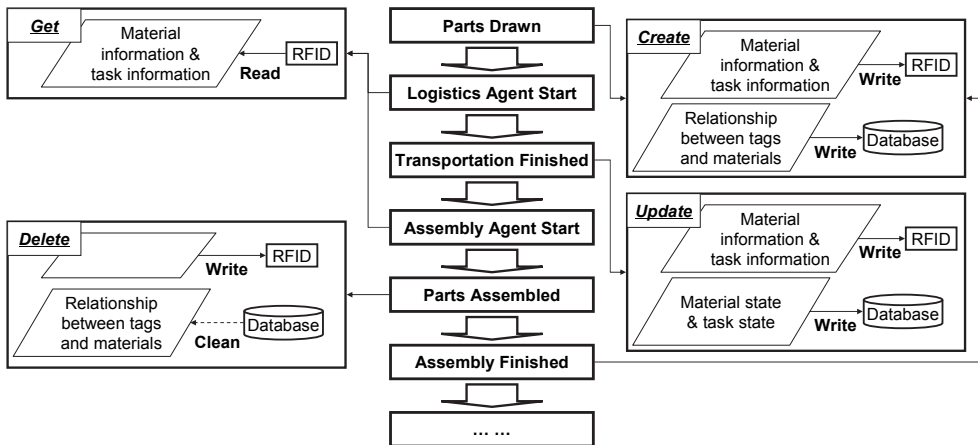 Get
Material
information &
task information
Read
RFID
Parts Drawn
Logistics Agent Start
Transportation Finished
Assembly Agent Start
Parts Assembled
Assembly Finished
... ...
Create
Material
information &
task information
Write
RFID
Relationship
between tags
and materials
Write
Database
Update
Material
information &
task information
Write
RFID
Material state
& task state
Write
Database
Delete
Write
RFID
Relationship
between tags
and materials
Clean
Database